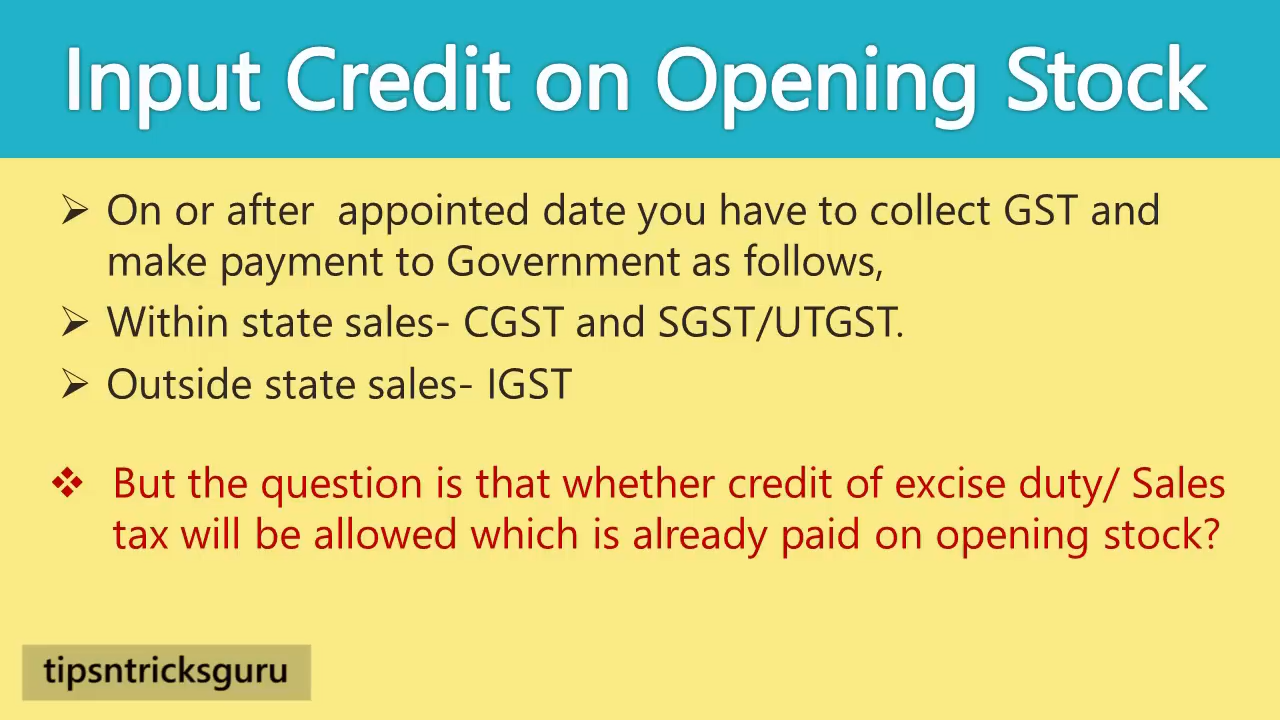 Input Credit on Opening Stock
On or after appointed date you have to collect GST and
make payment to Government as follows,
Within state sales- CGST and SGST/UTGST.
Outside state sales- IGST
But the question is that whether credit of excise duty/ Sales
tax will be allowed which is already paid on opening stock?
tipsntricksguru